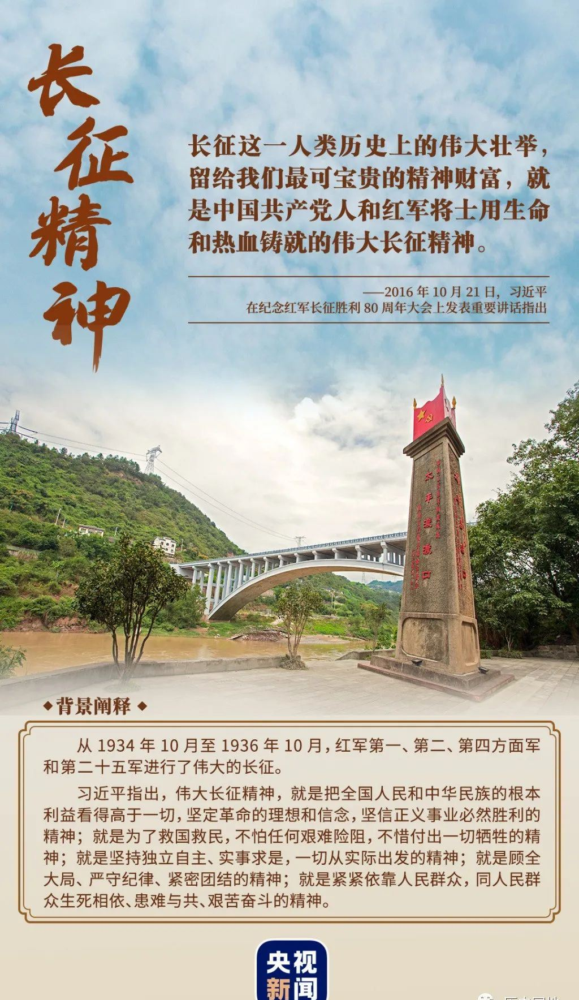 长征精神
长征这一人类历史上的伟大壮举，
留给我们最可宝贵的精神财富，就
是中国共产党人和红军将士用生命
和热血铸就的伟大长征精神。
——2016 年 10 月 21 日，习近平
在纪念红军长征胜利 80 周年大会上发表重要讲话指出
太平渡渡口
背景阐释
从 1934 年 10 月至 1936 年 10 月，红军第一、第二、第四方面军
和第二十五军进行了伟大的长征。
习近平指出，伟大长征精神，就是把全国人民和中华民族的根本
利益看得高于一切，坚定革命的理想和信念，坚信正义事业必然胜利的
精神；就是为了救国救民，不怕任何艰难险阻，不惜付出一切牺牲的精
神；就是坚持独立自主、实事求是，一切从实际出发的精神；就是顾全
大局、严守纪律、紧密团结的精神；就是紧紧依靠人民群众，同人民群
众生死相依、患难与共、艰苦奋斗的精神。
央视
新闻